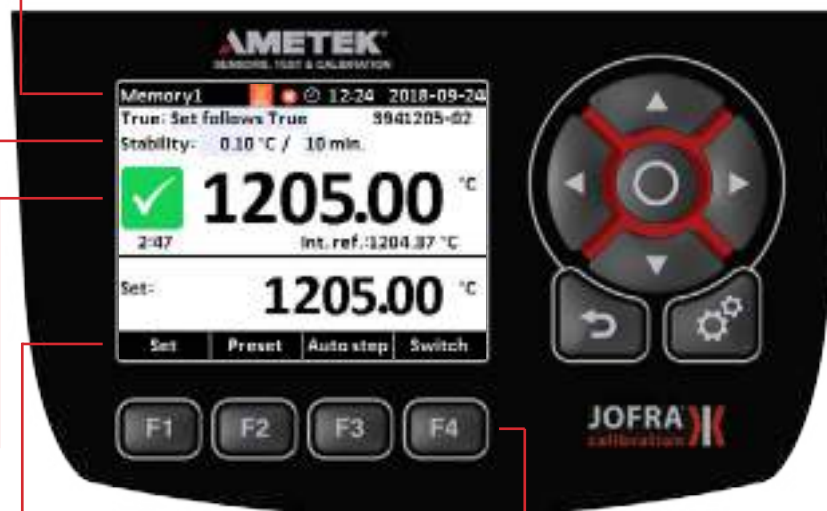 AMETEK
SENSORS, TEST & CALIBRATION
Memory1 12:24 2018-09-24
True: Set follows True 3941205-02
Stability: 0.10 °C / 10 min.
1205.00 °C
2:47 Int. ref.:1204.37 °C
Set: 1205.00 °C
Set Preset Auto step Switch
F1 F2 F3 F4
JOFRA
calibration